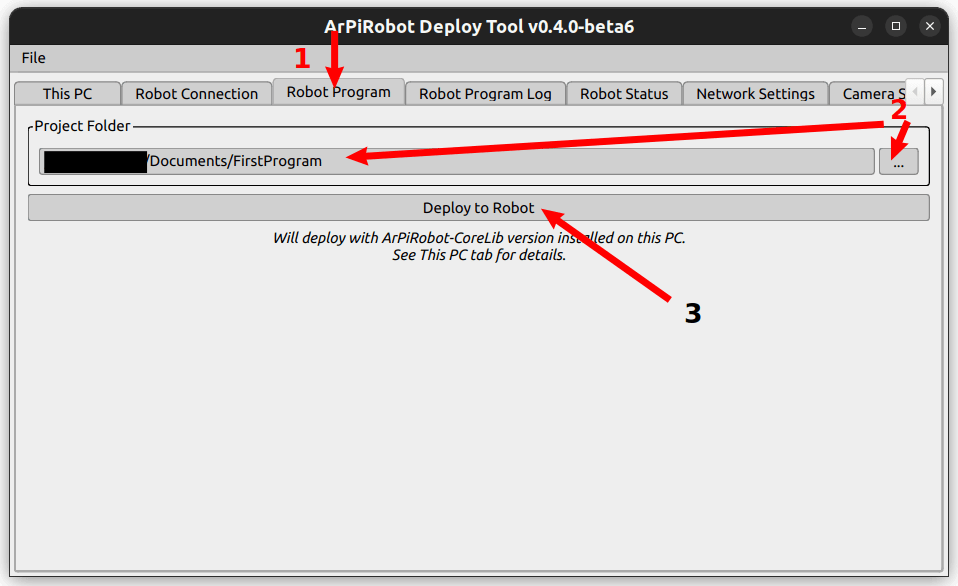 ArPiRobot Deploy Tool v0.4.0-beta6
1
File
This PC Robot Connection Robot Program Robot Program Log Robot Status Network Settings Camera S
2
Project Folder
/Documents/FirstProgram ...
Deploy to Robot
Will deploy with ArPiRobot-CoreLib version installed on this PC.
See This PC tab for details.
3